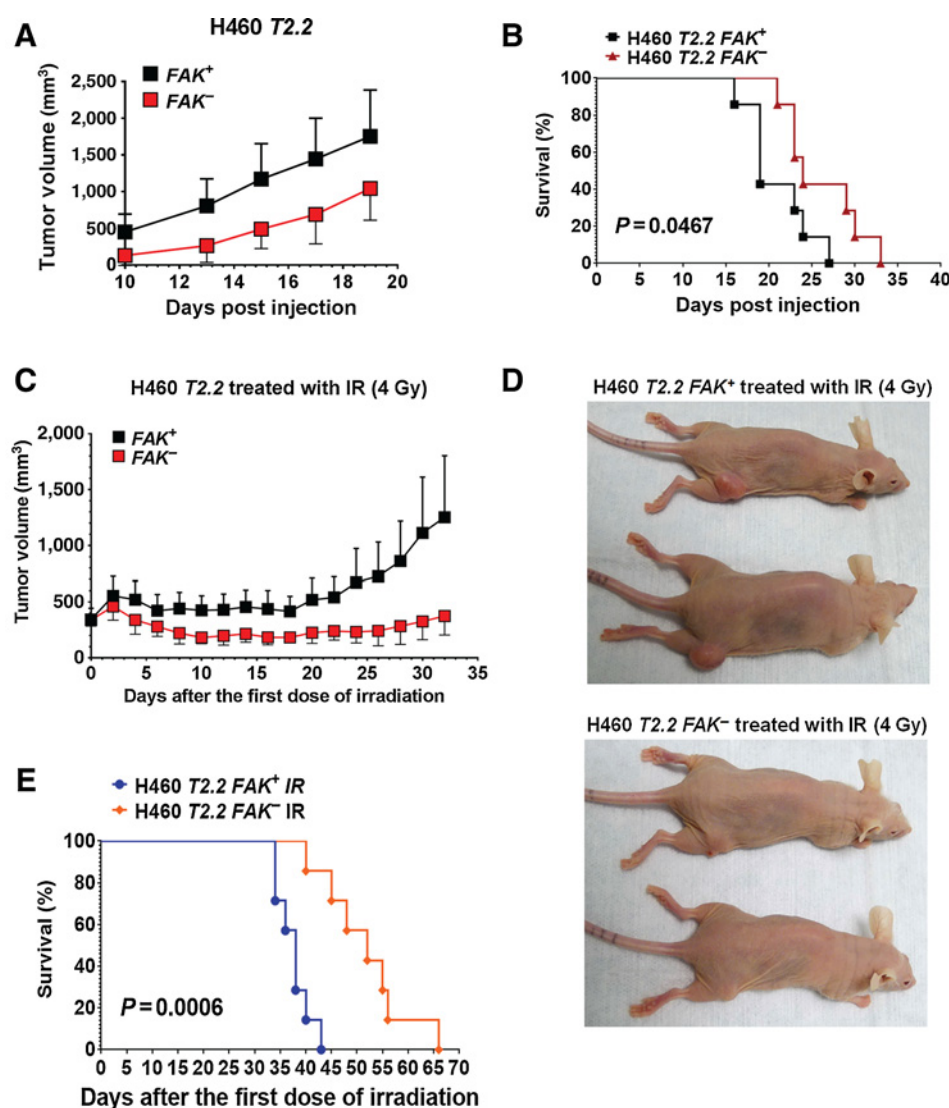 A
H460 T2.2
FAK⁺
FAK⁻
Tumor volume (mm³)
2,500
2,000
1,500
1,000
500
0
10 12 14 16 18 20
Days post injection
B
H460 T2.2 FAK⁺
H460 T2.2 FAK⁻
Survival (%)
100
80
60
40
20
0
P = 0.0467
0 5 10 15 20 25 30 35 40
Days post injection
C
H460 T2.2 treated with IR (4 Gy)
FAK⁺
FAK⁻
Tumor volume (mm³)
2,000
1,500
1,000
500
0
0 5 10 15 20 25 30 35
Days after the first dose of irradiation
D
H460 T2.2 FAK⁺ treated with IR (4 Gy)
H460 T2.2 FAK⁻ treated with IR (4 Gy)
E
H460 T2.2 FAK⁺ IR
H460 T2.2 FAK⁻ IR
Survival (%)
100
80
60
40
20
0
P = 0.0006
0 5 10 15 20 25 30 35 40 45 50 55 60 65 70
Days after the first dose of irradiation